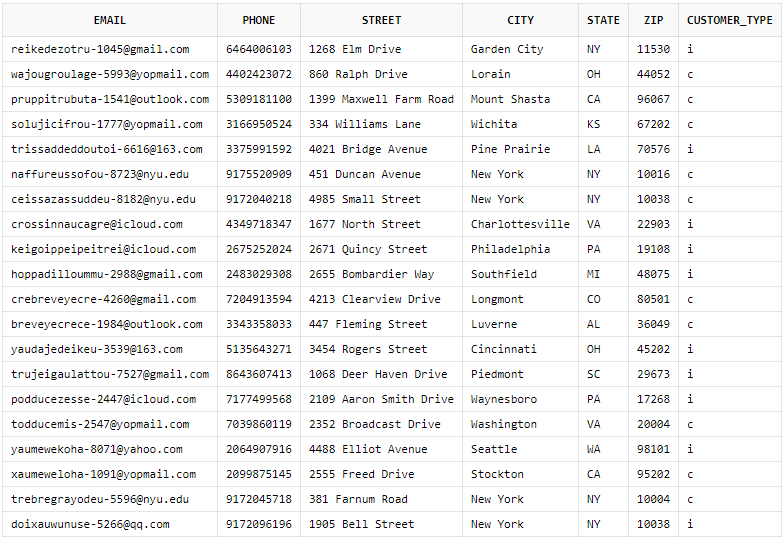 EMAIL PHONE STREET CITY STATE ZIP CUSTOMER_TYPE
reikedezotru-1045@gmail.com 6464006103 1268 Elm Drive Garden City NY 11530 i
wajougroulage-5993@yopmail.com 4402423072 860 Ralph Drive Lorain OH 44052 c
pruppitrubuta-1541@outlook.com 5309181100 1399 Maxwell Farm Road Mount Shasta CA 96067 c
solujicifrou-1777@yopmail.com 3166950524 334 Williams Lane Wichita KS 67202 c
trissaddeddoutoi-6616@163.com 3375991592 4021 Bridge Avenue Pine Prairie LA 70576 i
naffureussofou-8723@nyu.edu 9175520909 451 Duncan Avenue New York NY 10016 c
ceissazassuddeu-8182@nyu.edu 9172040218 4985 Small Street New York NY 10038 c
crossinnaucagre@icloud.com 4349718347 1677 North Street Charlottesville VA 22903 i
keigoippeipeitrei@icloud.com 2675252024 2671 Quincy Street Philadelphia PA 19108 i
hoppadilloummu-2988@gmail.com 2483029308 2655 Bombardier Way Southfield MI 48075 i
crebreveyecre-4260@gmail.com 7204913594 4213 Clearview Drive Longmont CO 80501 c
breveyecrece-1984@outlook.com 3343358033 447 Fleming Street Luverne AL 36049 c
yaudajedeikeu-3539@163.com 5135643271 3454 Rogers Street Cincinnati OH 45202 i
trujeigaulattou-7527@gmail.com 8643607413 1068 Deer Haven Drive Piedmont SC 29673 i
podducezesse-2447@icloud.com 7177499568 2109 Aaron Smith Drive Waynesboro PA 17268 i
todducemis-2547@yopmail.com 7039860119 2352 Broadcast Drive Washington VA 20004 c
yaumewekoha-8071@yahoo.com 2064907916 4488 Elliot Avenue Seattle WA 98101 i
xaumeweloha-1091@yopmail.com 2099875145 2555 Freed Drive Stockton CA 95202 c
trebregrayodeu-5596@nyu.edu 9172045718 381 Farnum Road New York NY 10004 c
doixauwunuse-5266@qq.com 9172096196 1905 Bell Street New York NY 10038 i